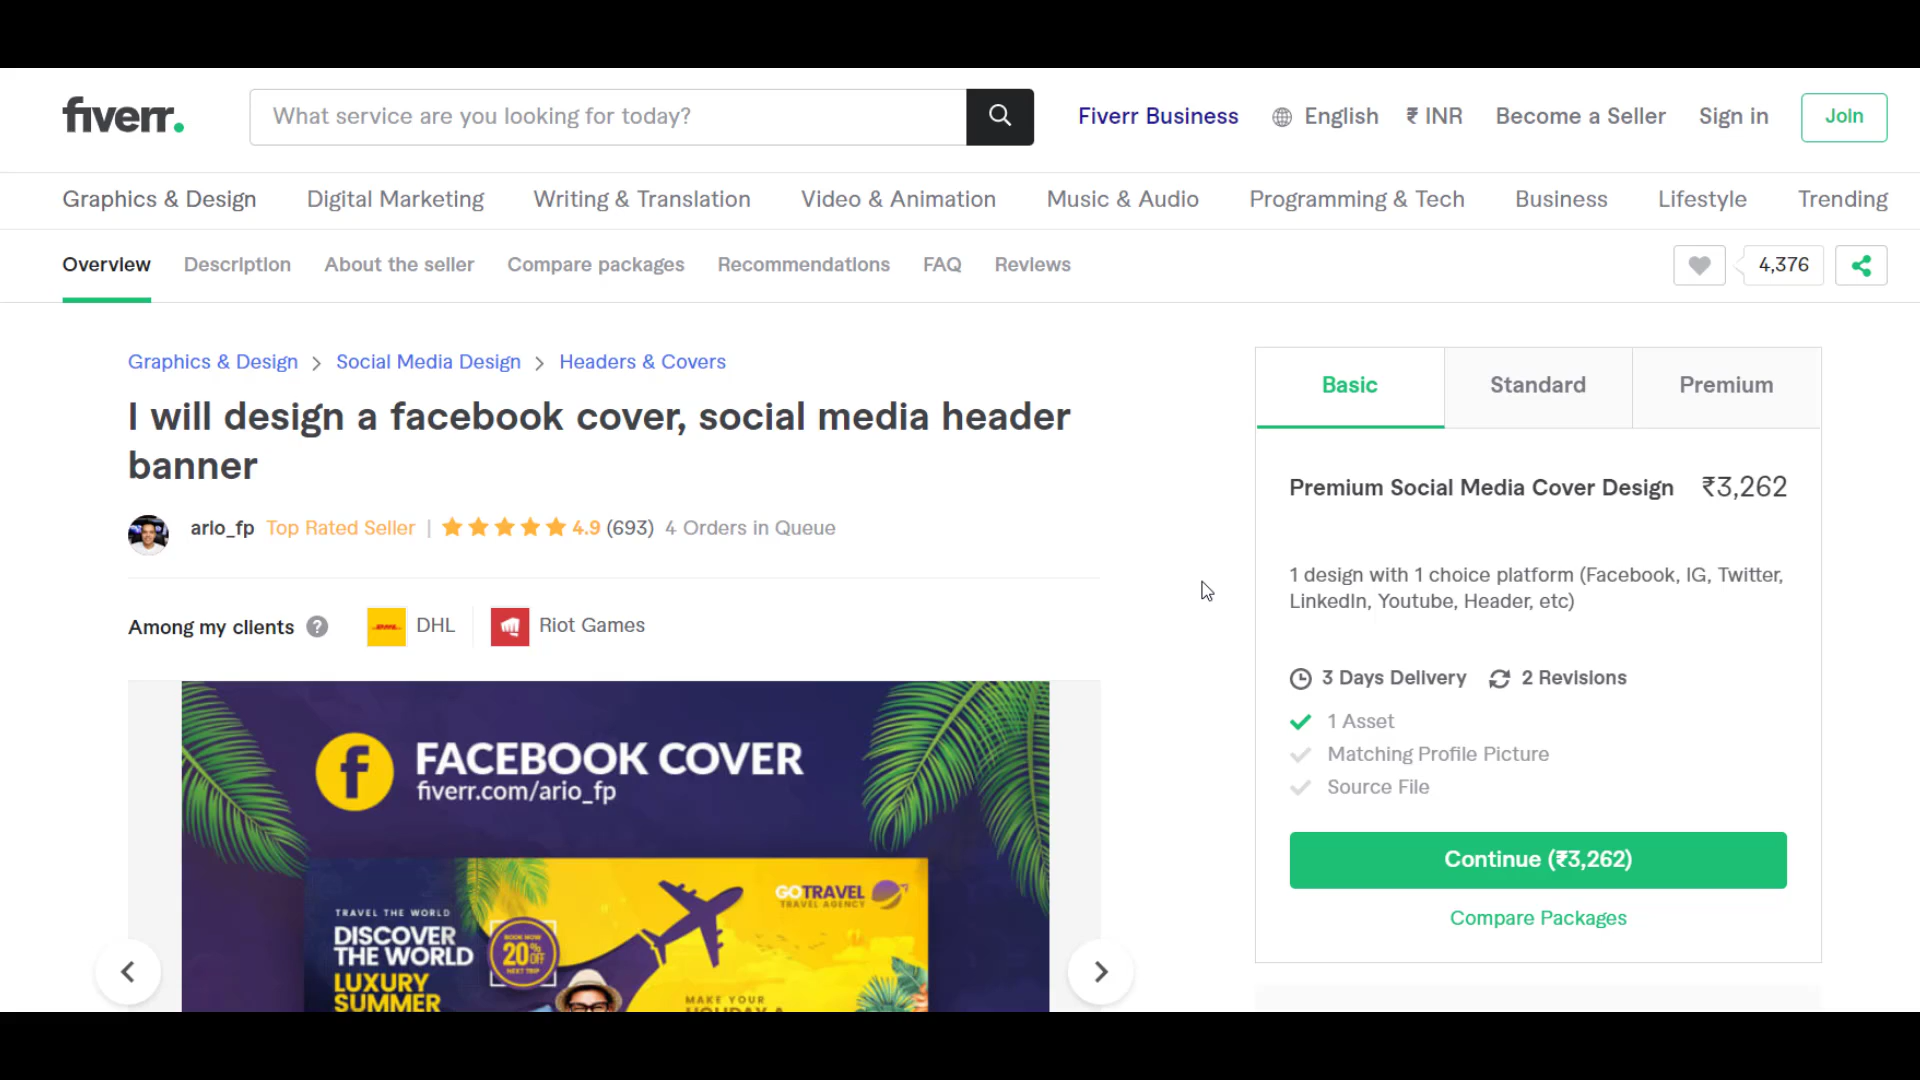 fiverr.
What service are you looking for today?
Fiverr Business
English
₹ INR
Become a Seller
Sign in
Join
Graphics & Design
Digital Marketing
Writing & Translation
Video & Animation
Music & Audio
Programming & Tech
Business
Lifestyle
Trending
Overview
Description
About the seller
Compare packages
Recommendations
FAQ
Reviews
4,376
Graphics & Design > Social Media Design > Headers & Covers
I will design a facebook cover, social media header
banner
ario_fp Top Rated Seller | 4.9 (693) 4 Orders in Queue
Among my clients ? DHL Riot Games
FACEBOOK COVER
fiverr.com/ario_fp
TRAVEL THE WORLD
DISCOVER
THE WORLD
LUXURY
SUMMER
BOOK NOW
20% OFF
NEXT TRIP
GOTRAVEL
TRAVEL AGENCY
MAKE YOUR
HOLIDAY A
Basic
Standard
Premium
Premium Social Media Cover Design ₹3,262
1 design with 1 choice platform (Facebook, IG, Twitter,
LinkedIn, Youtube, Header, etc)
3 Days Delivery 2 Revisions
1 Asset
Matching Profile Picture
Source File
Continue (₹3,262)
Compare Packages